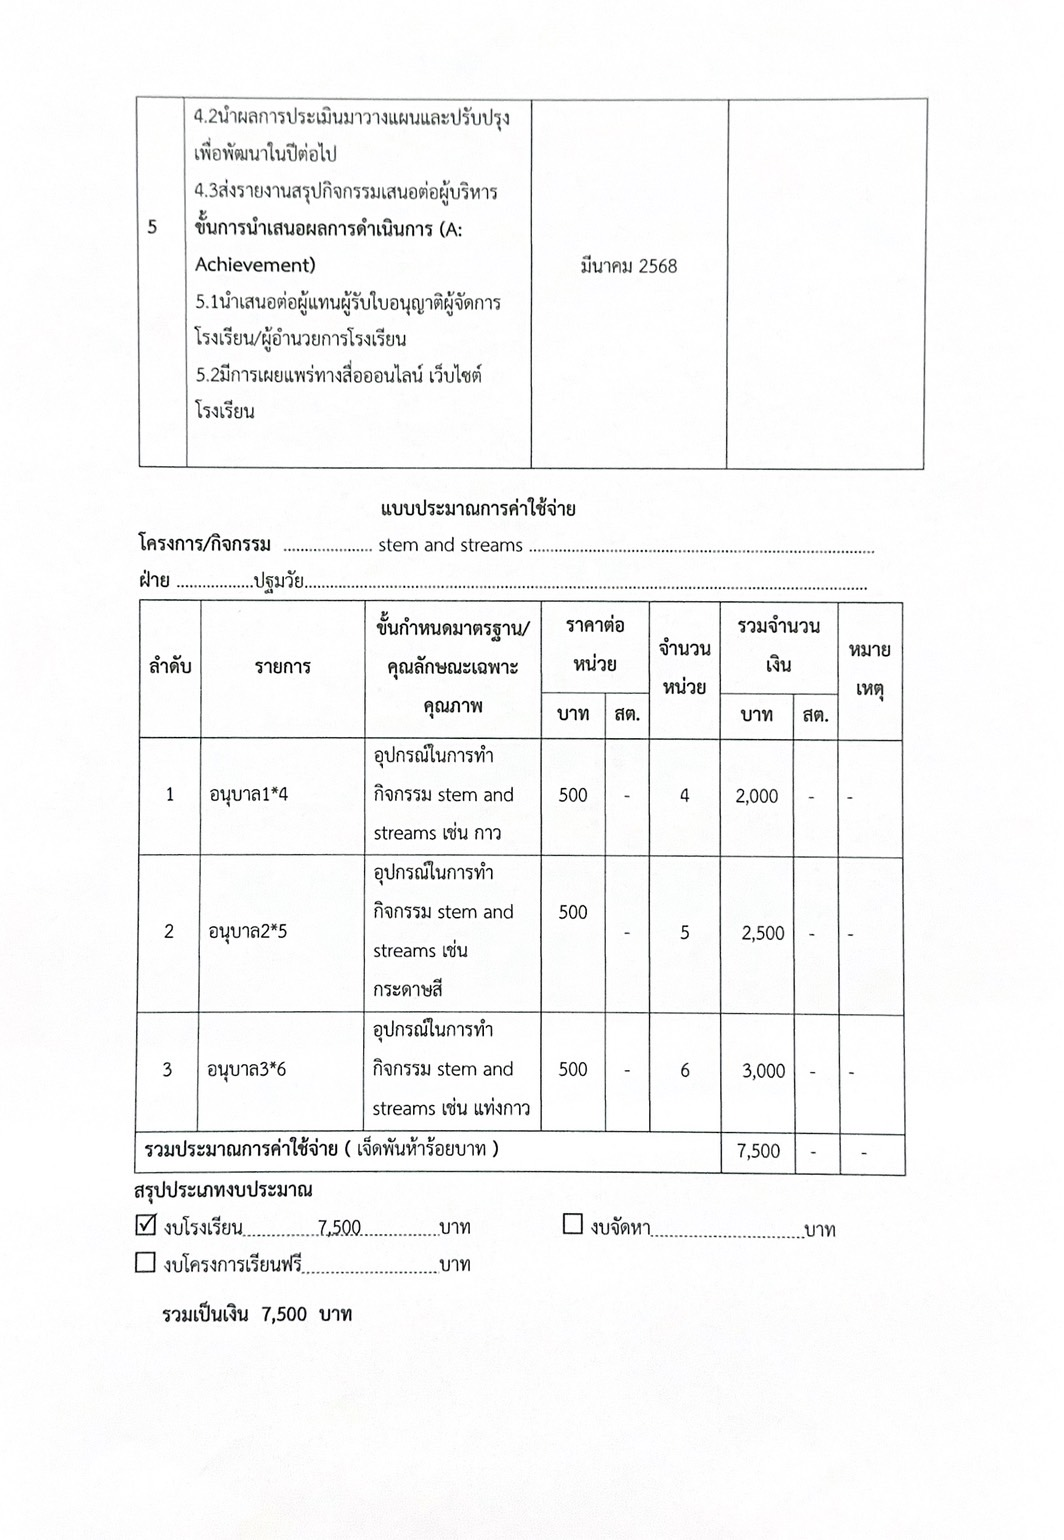 4.2นำผลการประเมินมาวางแผนและปรับปรุง
เพื่อพัฒนาในปีต่อไป
4.3ส่งรายงานสรุปกิจกรรมเสนอต่อผู้บริหาร
5 ขั้นการนำเสนอผลการดำเนินการ (A:
Achievement) มีนาคม 2568
5.1นำเสนอต่อผู้แทนผู้รับใบอนุญาติผู้จัดการ
โรงเรียน/ผู้อำนวยการโรงเรียน
5.2มีการเผยแพร่ทางสื่อออนไลน์ เว็บไซต์
โรงเรียน
แบบประมาณการค่าใช้จ่าย
โครงการ/กิจกรรม ..................... stem and streams ................................................................................
ฝ่าย ..................ปฐมวัย....................................................................................................................................
ลำดับ รายการ ขั้นกำหนดมาตรฐาน/
คุณลักษณะเฉพาะ
คุณภาพ ราคาต่อ
หน่วย จำนวน
หน่วย รวมจำนวน
เงิน หมาย
เหตุ
บาท สต. บาท สต.
อุปกรณ์ในการทำ
1 อนุบาล1*4 กิจกรรม stem and 500 - 4 2,000 - -
streams เช่น กาว
อุปกรณ์ในการทำ
กิจกรรม stem and 500
2 อนุบาล2*5 streams เช่น - 5 2,500 - -
กระดาษสี
อุปกรณ์ในการทำ
3 อนุบาล3*6 กิจกรรม stem and 500 - 6 3,000 - -
streams เช่น แท่งกาว
รวมประมาณการค่าใช้จ่าย ( เจ็ดพันห้าร้อยบาท ) 7,500 - -
สรุปประเภทงบประมาณ
☑ งบโรงเรียน..................7,500..................บาท ☐ งบจัดหา....................................บาท
☐ งบโครงการเรียนฟรี................................บาท
รวมเป็นเงิน 7,500 บาท